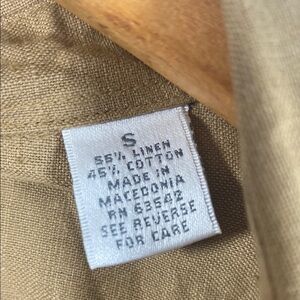 S
55% LINEN
45% COTTON
MADE IN
MACEDONIA
RN 63542
SEE REVERSE
FOR CARE